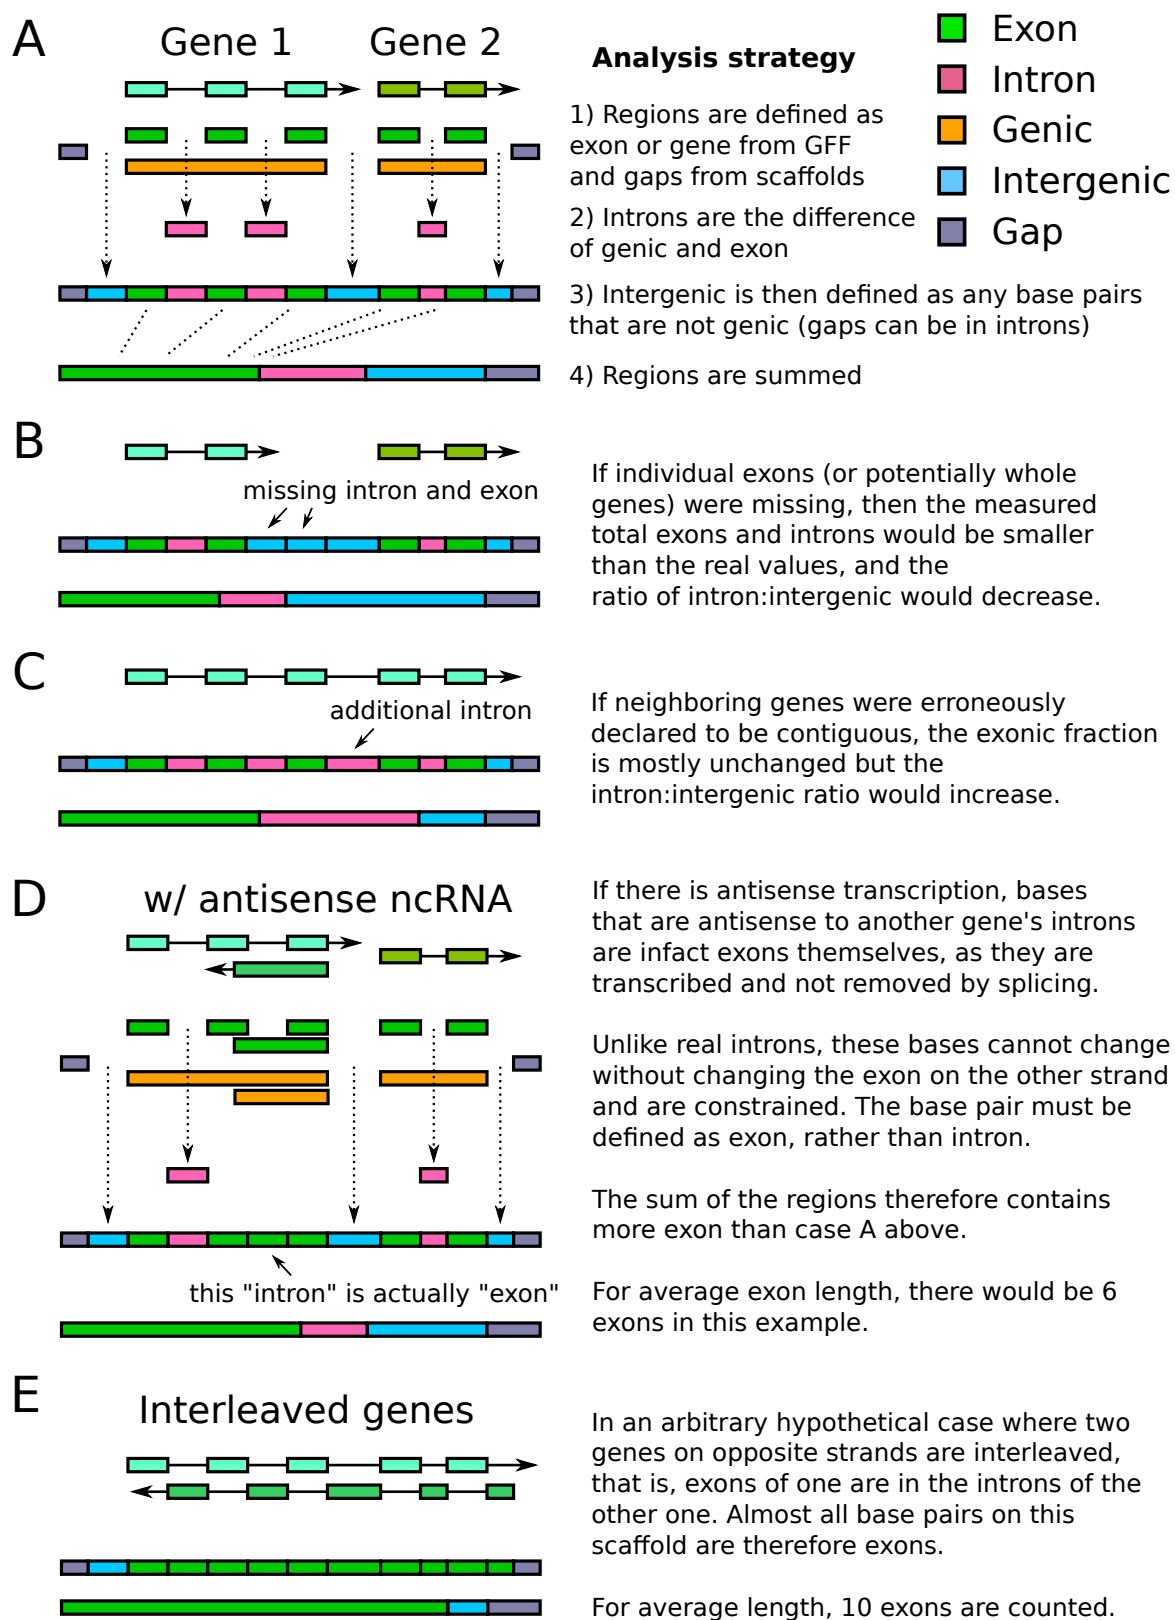 A
Gene 1
Gene 2
Analysis strategy
Exon
Intron
Genic
Intergenic
Gap
1) Regions are defined as
exon or gene from GFF
and gaps from scaffolds
2) Introns are the difference
of genic and exon
3) Intergenic is then defined as any base pairs
that are not genic (gaps can be in introns)
4) Regions are summed
B
missing intron and exon
If individual exons (or potentially whole
genes) were missing, then the measured
total exons and introns would be smaller
than the real values, and the
ratio of intron:intergenic would decrease.
C
additional intron
If neighboring genes were erroneously
declared to be contiguous, the exonic fraction
is mostly unchanged but the
intron:intergenic ratio would increase.
D
w/ antisense ncRNA
If there is antisense transcription, bases
that are antisense to another gene's introns
are infact exons themselves, as they are
transcribed and not removed by splicing.
Unlike real introns, these bases cannot change
without changing the exon on the other strand
and are constrained. The base pair must be
defined as exon, rather than intron.
The sum of the regions therefore contains
more exon than case A above.
this "intron" is actually "exon"
For average exon length, there would be 6
exons in this example.
E
Interleaved genes
In an arbitrary hypothetical case where two
genes on opposite strands are interleaved,
that is, exons of one are in the introns of the
other one. Almost all base pairs on this
scaffold are therefore exons.
For average length, 10 exons are counted.